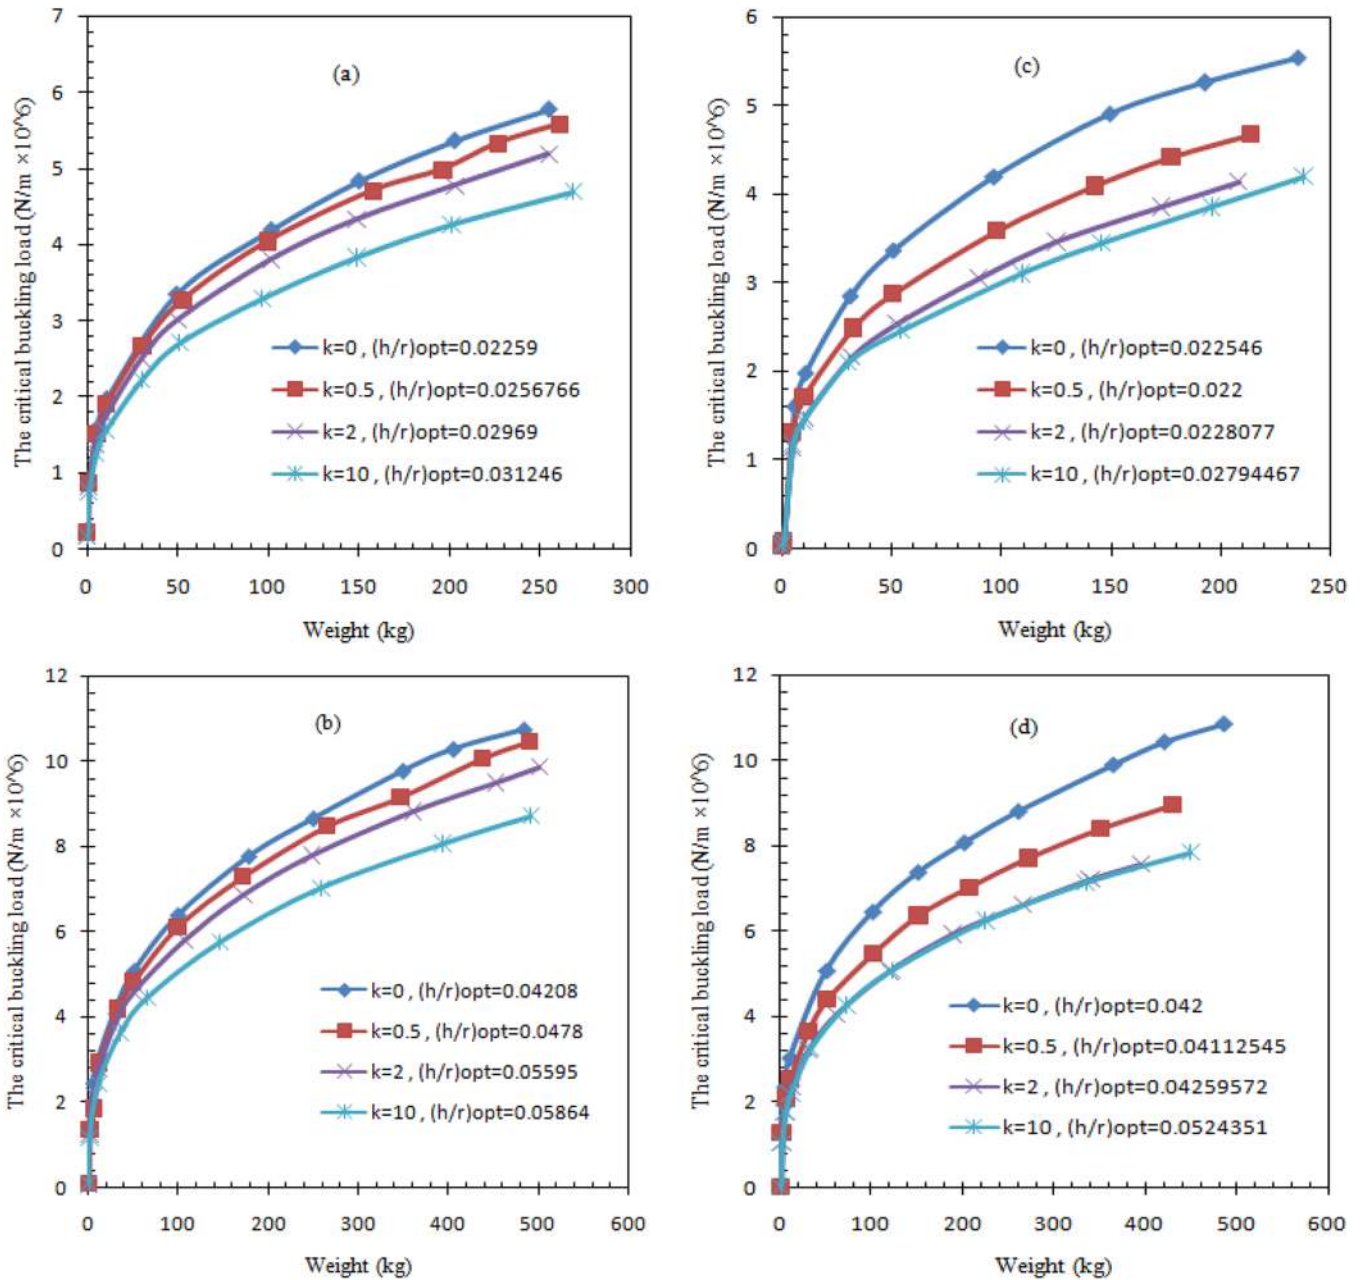 (a)
The critical buckling load (N/m ×10^6)
7
6
5
4
3
2
1
0
k=0 , (h/r)opt=0.02259
k=0.5 , (h/r)opt=0.0256766
k=2 , (h/r)opt=0.02969
k=10 , (h/r)opt=0.031246
0 50 100 150 200 250 300
Weight (kg)
(c)
The critical buckling load (N/m ×10^6)
6
5
4
3
2
1
0
k=0 , (h/r)opt=0.022546
k=0.5 , (h/r)opt=0.022
k=2 , (h/r)opt=0.0228077
k=10 , (h/r)opt=0.02794467
0 50 100 150 200 250
Weight (kg)
(b)
The critical buckling load (N/m ×10^6)
12
10
8
6
4
2
0
k=0 , (h/r)opt=0.04208
k=0.5 , (h/r)opt=0.0478
k=2 , (h/r)opt=0.05595
k=10 , (h/r)opt=0.05864
0 100 200 300 400 500 600
Weight (kg)
(d)
The critical buckling load (N/m ×10^6)
12
10
8
6
4
2
0
k=0 , (h/r)opt=0.042
k=0.5 , (h/r)opt=0.04112545
k=2 , (h/r)opt=0.04259572
k=10 , (h/r)opt=0.0524351
0 100 200 300 400 500 600
Weight (kg)